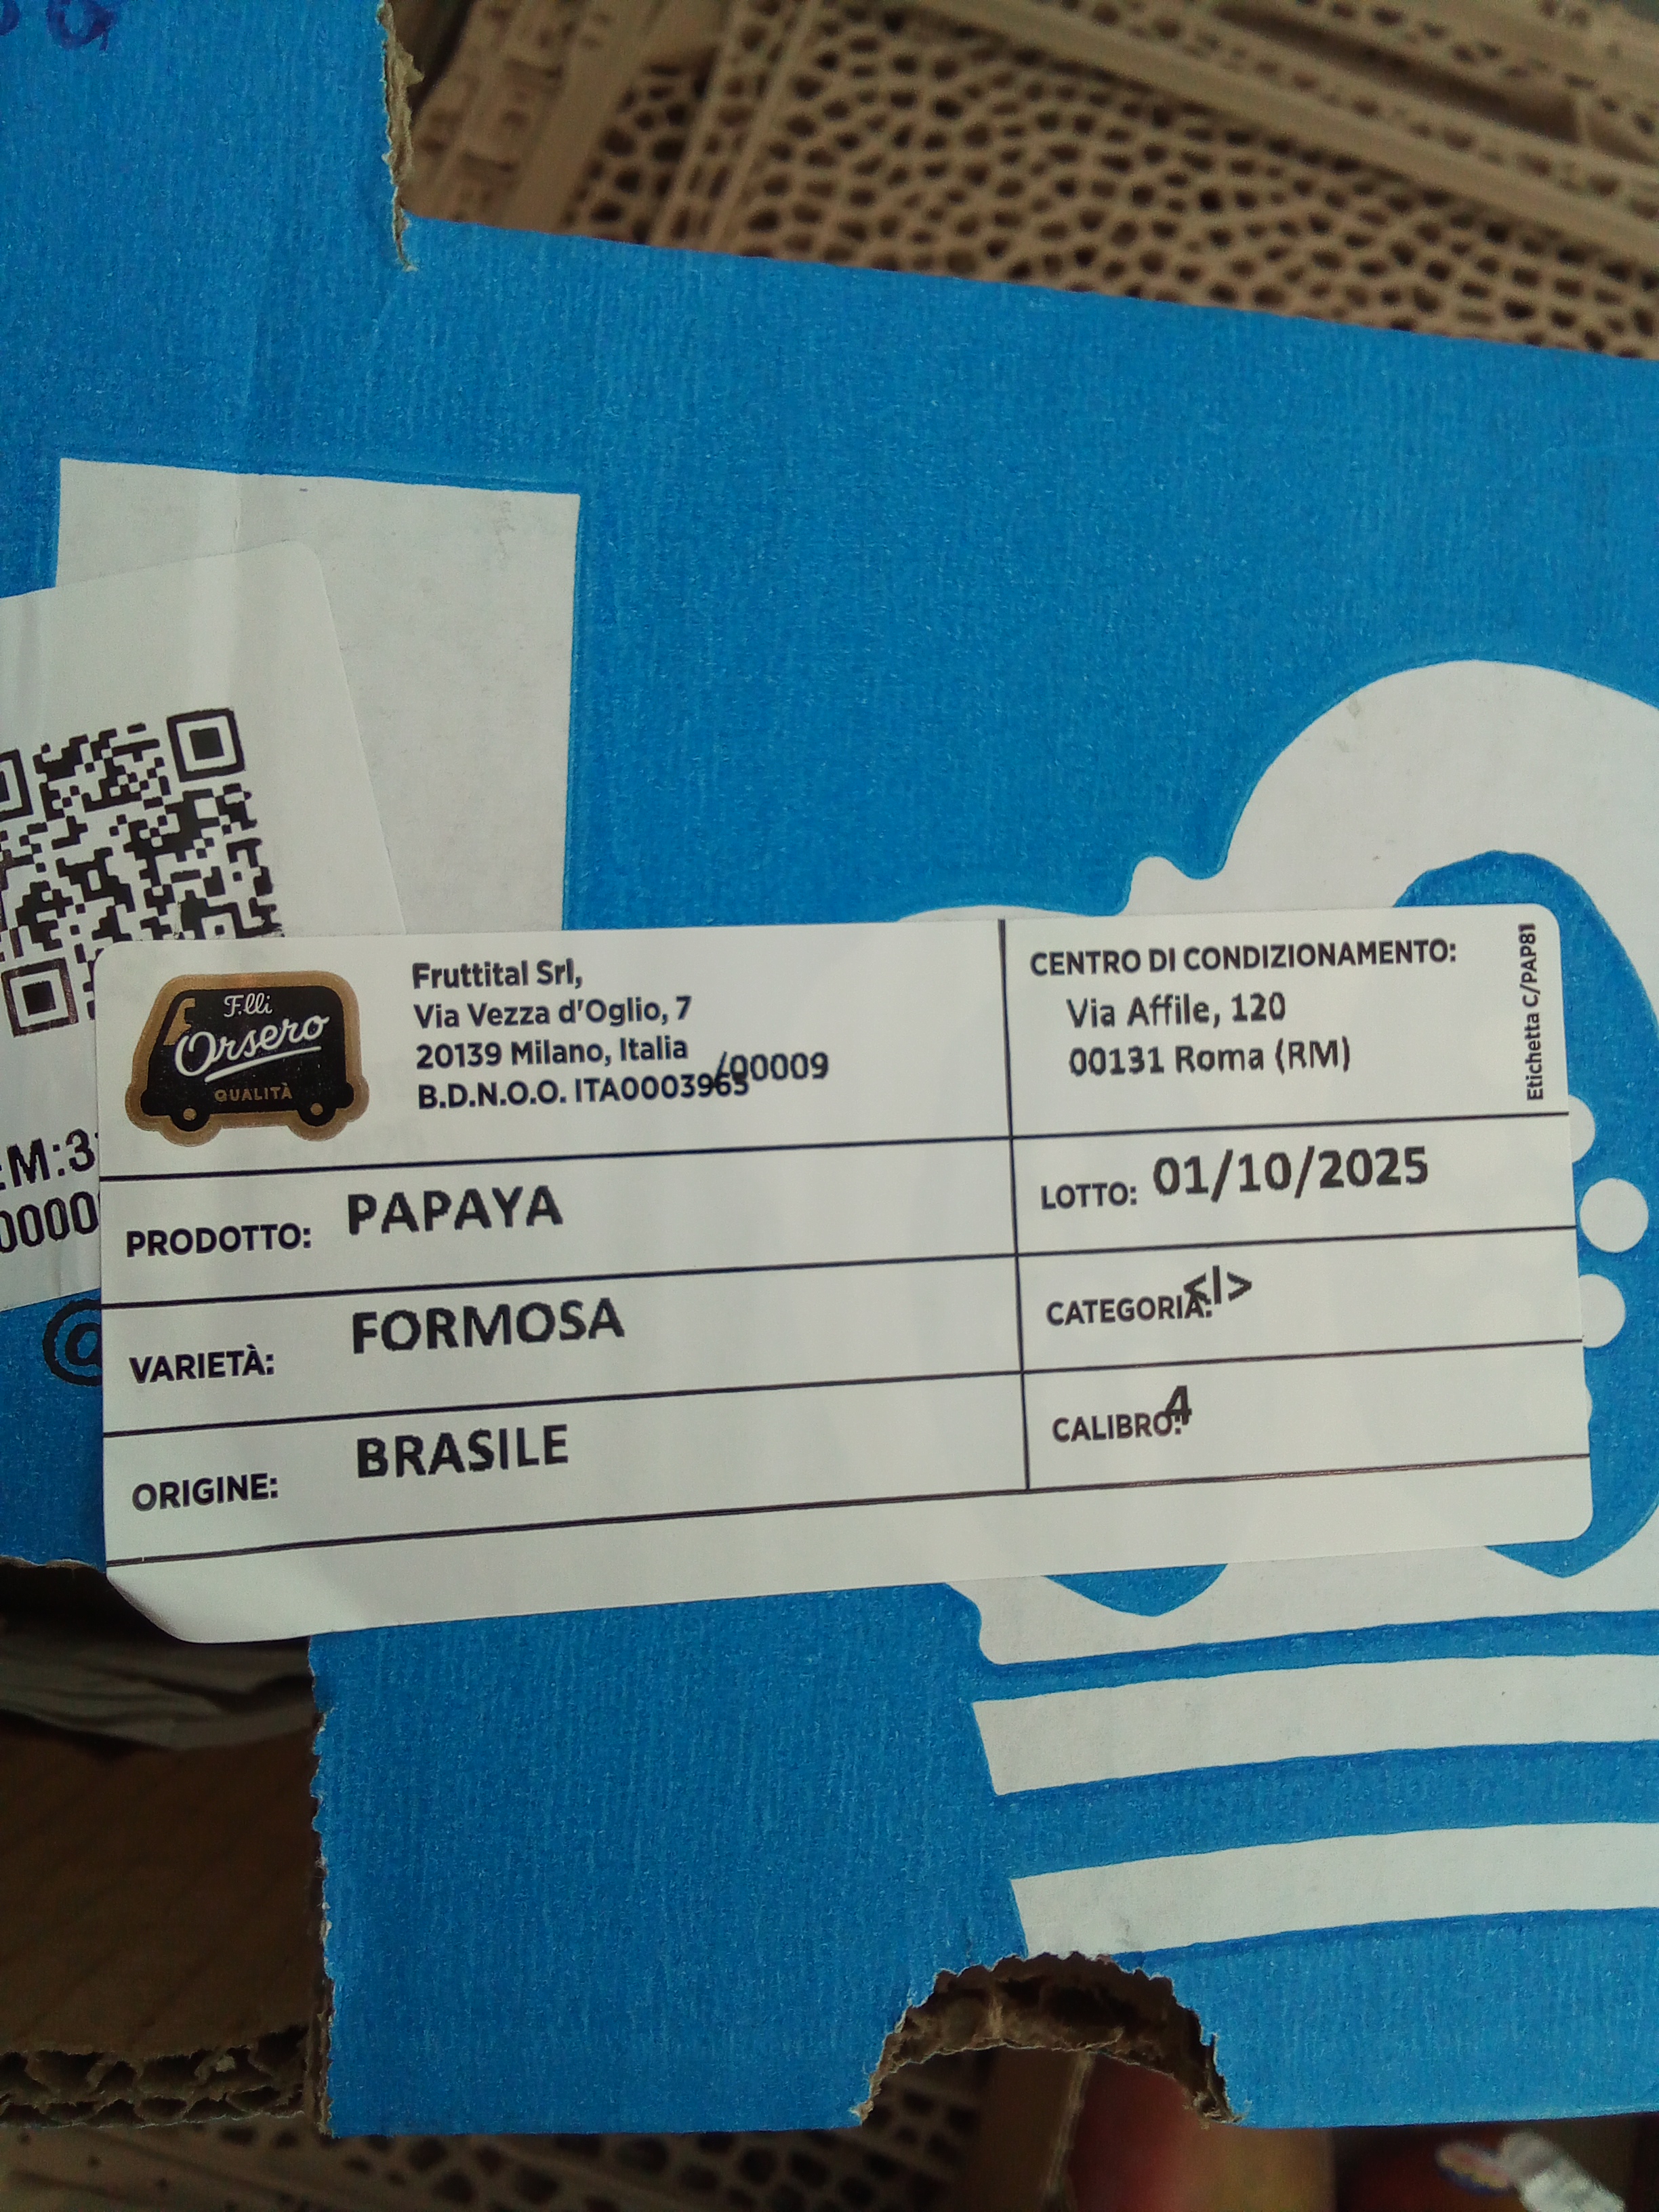 F.lli
Orsero
QUALITÀ
Fruttital Srl,
Via Vezza d'Oglio, 7
20139 Milano, Italia
B.D.N.O.O. ITA0003965/00009
CENTRO DI CONDIZIONAMENTO:
Via Affile, 120
00131 Roma (RM)
Etichetta C/PAP81
PRODOTTO: PAPAYA
LOTTO: 01/10/2025
VARIETÀ: FORMOSA
CATEGORIA: <I>
ORIGINE: BRASILE
CALIBRO: 4
M:3
0000
@